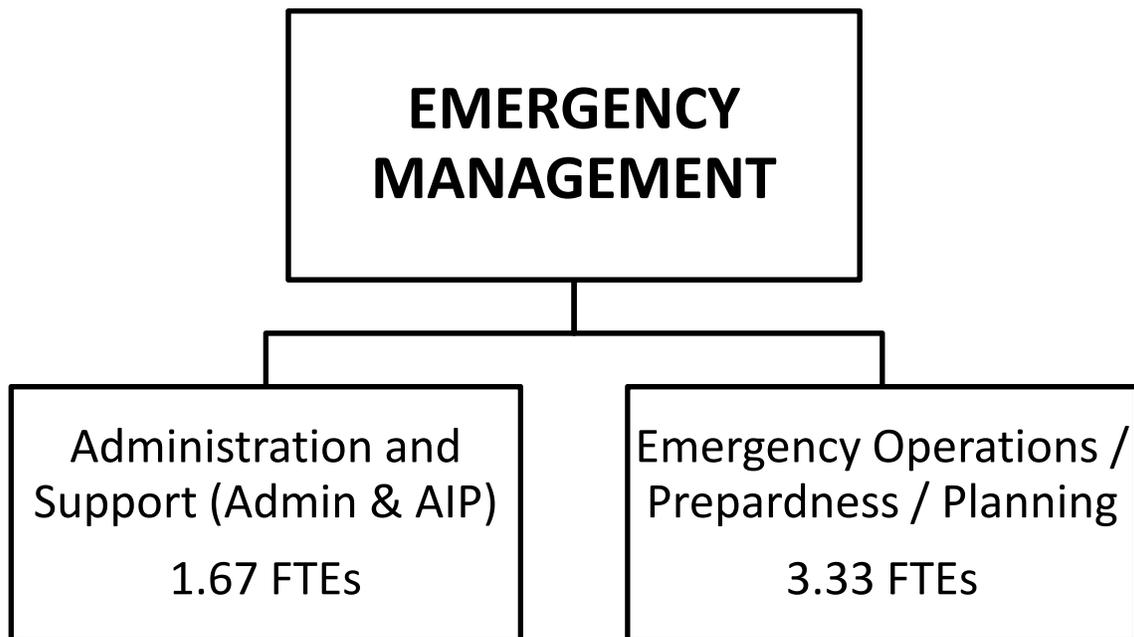 EMERGENCY
MANAGEMENT
Administration and
Support (Admin & AIP)
1.67 FTEs
Emergency Operations /
Prepardness / Planning
3.33 FTEs